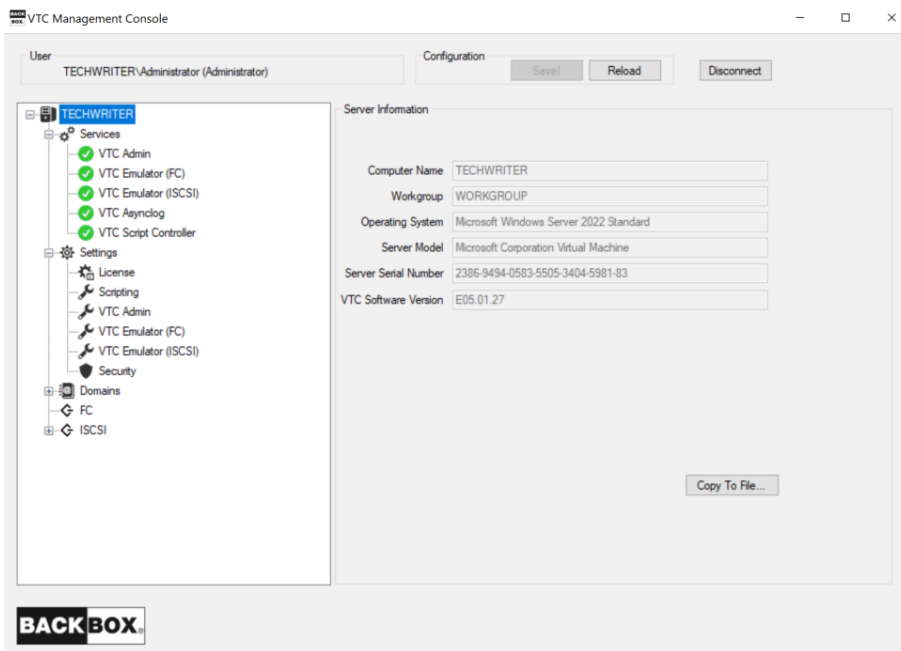 BACK BOX. VTC Management Console
User
TECHWRITER\Administrator (Administrator)
Configuration
Save!
Reload
Disconnect
TECHWRITER
Services
VTC Admin
VTC Emulator (FC)
VTC Emulator (ISCSI)
VTC Asynclog
VTC Script Controller
Settings
License
Scripting
VTC Admin
VTC Emulator (FC)
VTC Emulator (ISCSI)
Security
Domains
FC
ISCSI
Server Information
Computer Name TECHWRITER
Workgroup WORKGROUP
Operating System Microsoft Windows Server 2022 Standard
Server Model Microsoft Corporation Virtual Machine
Server Serial Number 2386-9494-0583-5505-3404-5981-83
VTC Software Version E05.01.27
Copy To File...
BACKBOX®